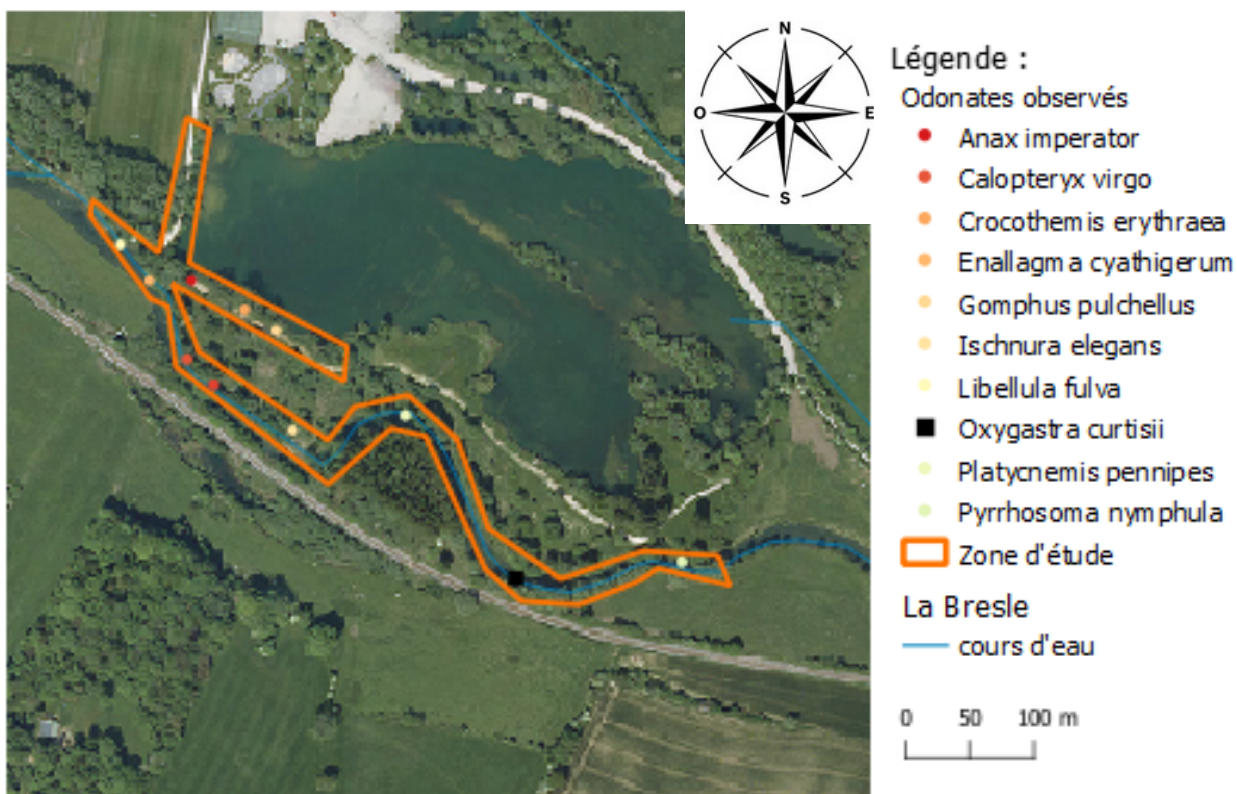 N
O
E
S
Légende :
Odonates observés
Anax imperator
Calopteryx virgo
Crocothemis erythraea
Enallagma cyathigerum
Gomphus pulchellus
Ischnura elegans
Libellula fulva
Oxygastra curtisii
Platycnemis pennipes
Pyrrhosoma nymphula
Zone d'étude
La Bresle
cours d'eau
0 50 100 m